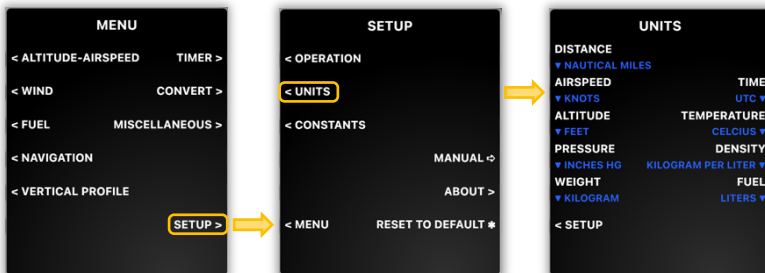 MENU
< ALTITUDE-AIRSPEED TIMER >
< WIND CONVERT >
< FUEL MISCELLANEOUS >
< NAVIGATION
< VERTICAL PROFILE
SETUP >
SETUP
< OPERATION
< UNITS
< CONSTANTS
MANUAL ⇨
ABOUT >
< MENU RESET TO DEFAULT ✱
UNITS
DISTANCE
▼ NAUTICAL MILES
AIRSPEED TIME
▼ KNOTS UTC ▼
ALTITUDE TEMPERATURE
▼ FEET CELCIUS ▼
PRESSURE DENSITY
▼ INCHES HG KILOGRAM PER LITER ▼
WEIGHT FUEL
▼ KILOGRAM LITERS ▼
< SETUP